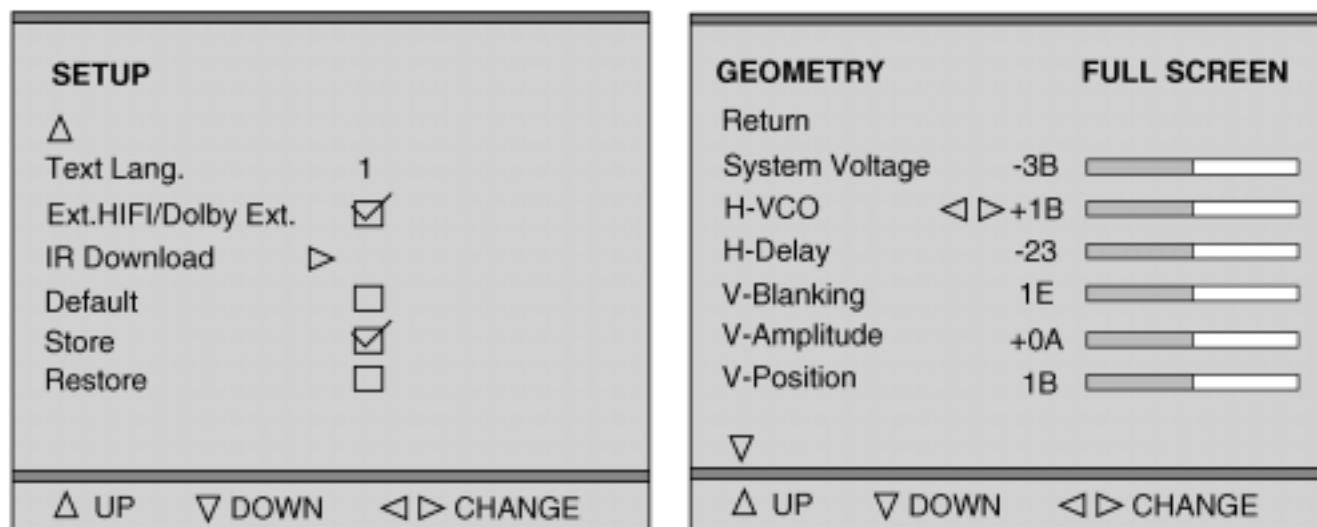 SETUP
Text Lang. 1
Ext.HIFI/Dolby Ext.
IR Download
Default
Store
Restore
UP DOWN CHANGE
GEOMETRY FULL SCREEN
Return
System Voltage -3B
H-VCO +1B
H-Delay -23
V-Blanking 1E
V-Amplitude +0A
V-Position 1B
UP DOWN CHANGE